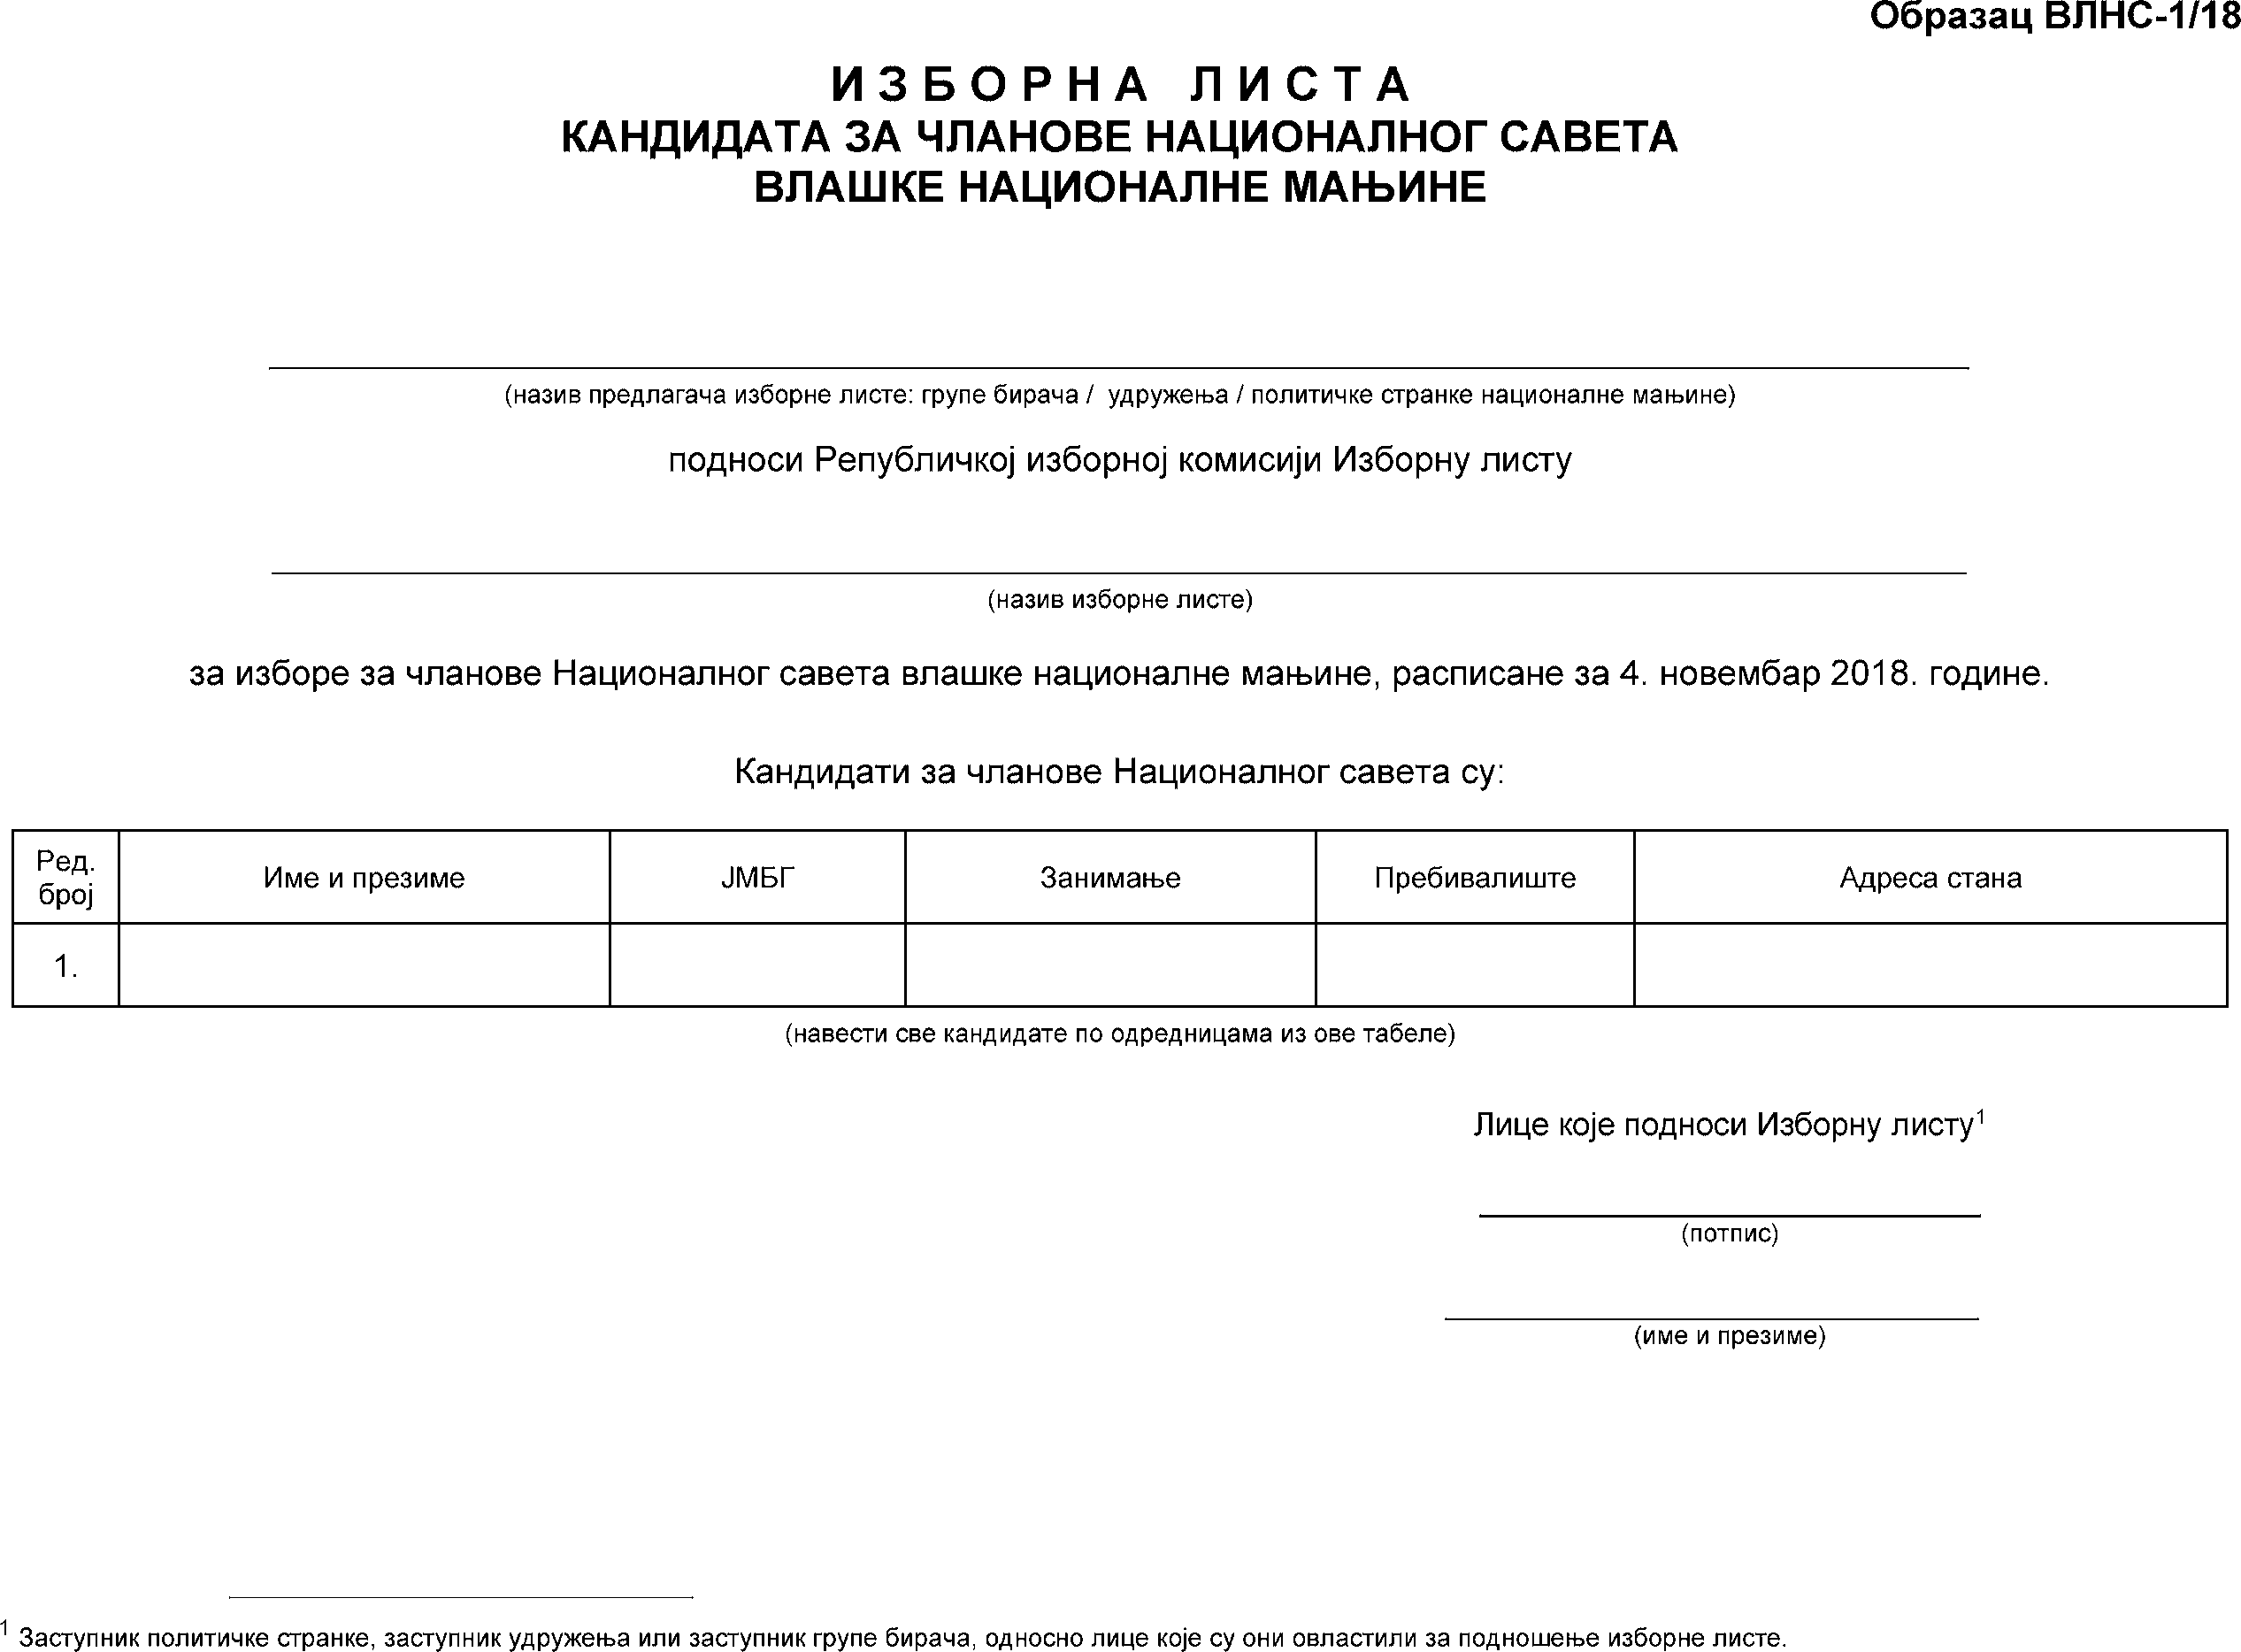 Образац ВЛНС-1/18
И З Б О Р Н А Л И С Т А
КАНДИДАТА ЗА ЧЛАНОВЕ НАЦИОНАЛНОГ САВЕТА
ВЛАШКЕ НАЦИОНАЛНЕ МАЊИНЕ
(назив предлагача изборне листе: групе бирача / удружења / политичке странке националне мањине)
подноси Републичкој изборној комисији Изборну листу
(назив изборне листе)
за изборе за чланове Националног савета влашке националне мањине, расписане за 4. новембар 2018. године.
Кандидати за чланове Националног савета су:
Ред. број Име и презиме ЈМБГ Занимање Пребивалиште Адреса стана
1.
(навести све кандидате по одредницама из ове табеле)
Лице које подноси Изборну листу¹
(потпис)
(име и презиме)
¹ Заступник политичке странке, заступник удружења или заступник групе бирача, односно лице које су они овластили за подношење изборне листе.